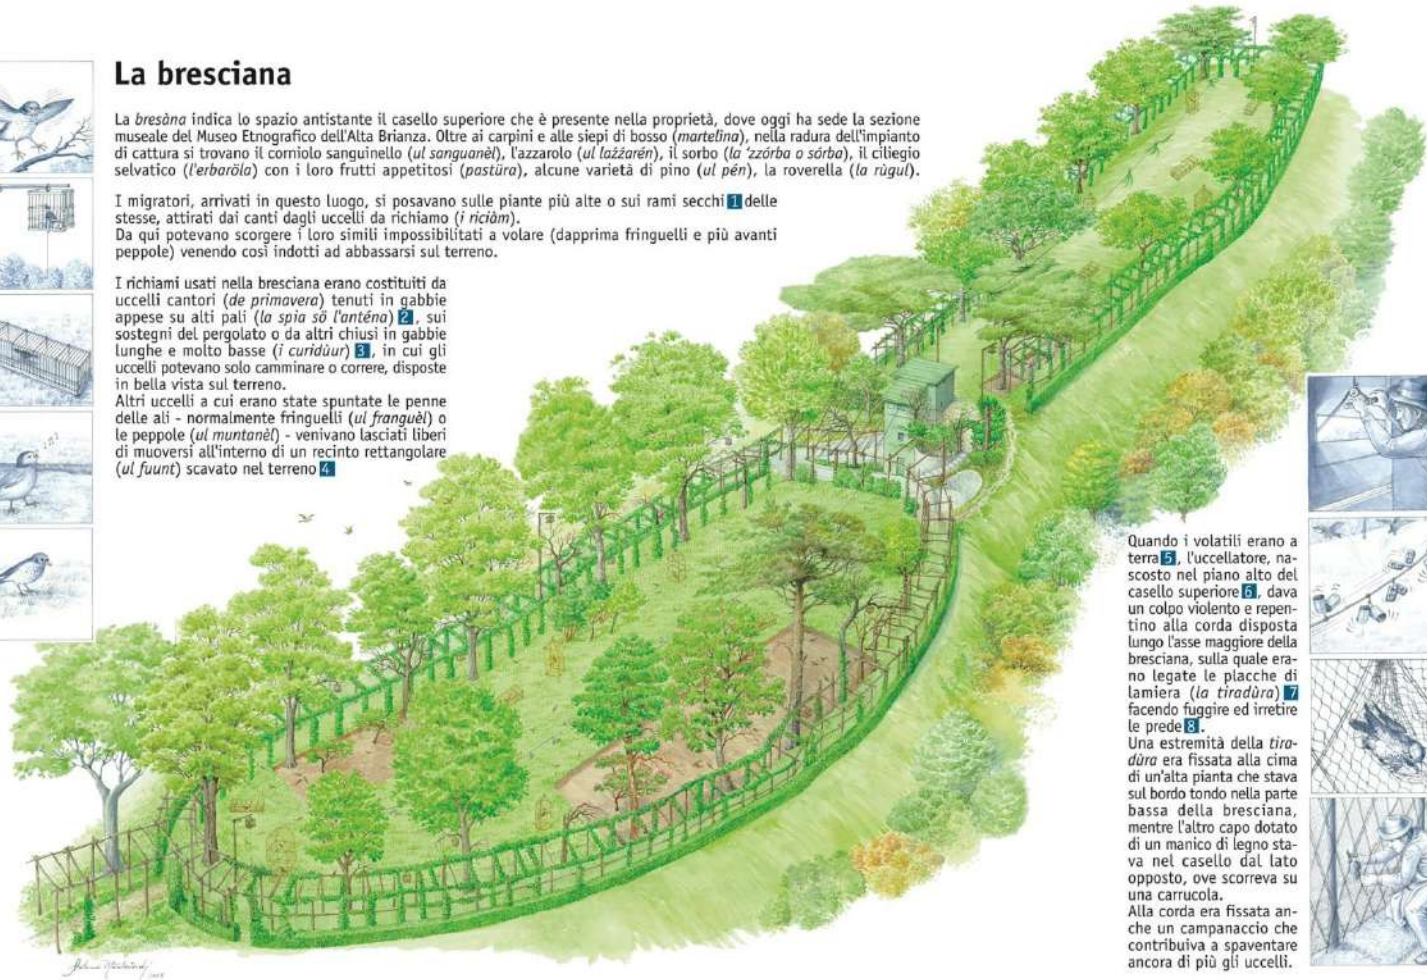 La bresciana
La bresàna indica lo spazio antistante il casello superiore che è presente nella proprietà, dove oggi ha sede la sezione
museale del Museo Etnografico dell'Alta Brianza. Oltre ai carpini e alle siepi di bosso (martelìna), nella radura dell'impianto
di cattura si trovano il corniolo sanguinello (ul sanguanèl), l'azzarolo (ul lażżarén), il sorbo (la 'zzórba o sórba), il ciliegio
selvatico (l'erbaröla) con i loro frutti appetitosi (pastüra), alcune varietà di pino (ul pén), la roverella (la rùgul).
I migratori, arrivati in questo luogo, si posavano sulle piante più alte o sui rami secchi 1 delle
stesse, attirati dai canti dagli uccelli da richiamo (i riciàm).
Da qui potevano scorgere i loro simili impossibilitati a volare (dapprima fringuelli e più avanti
peppole) venendo così indotti ad abbassarsi sul terreno.
I richiami usati nella bresciana erano costituiti da
uccelli cantori (de primavera) tenuti in gabbie
appese su alti pali (la spia sö l'anténa) 2, sui
sostegni del pergolato o da altri chiusi in gabbie
lunghe e molto basse (i curidùur) 3, in cui gli
uccelli potevano solo camminare o correre, disposte
in bella vista sul terreno.
Altri uccelli a cui erano state spuntate le penne
delle ali - normalmente fringuelli (ul franguèl) o
le peppole (ul muntanèl) - venivano lasciati liberi
di muoversi all'interno di un recinto rettangolare
(ul fuunt) scavato nel terreno 4
Quando i volatili erano a
terra 5, l'uccellatore, na-
scosto nel piano alto del
casello superiore 6, dava
un colpo violento e repen-
tino alla corda disposta
lungo l'asse maggiore della
bresciana, sulla quale era-
no legate le placche di
lamiera (la tiradùra) 7
facendo fuggire ed irretire
le prede 8.
Una estremità della tira-
dùra era fissata alla cima
di un'alta pianta che stava
sul bordo tondo nella parte
bassa della bresciana,
mentre l'altro capo dotato
di un manico di legno sta-
va nel casello dal lato
opposto, ove scorreva su
una carrucola.
Alla corda era fissata an-
che un campanaccio che
contribuiva a spaventare
ancora di più gli uccelli.